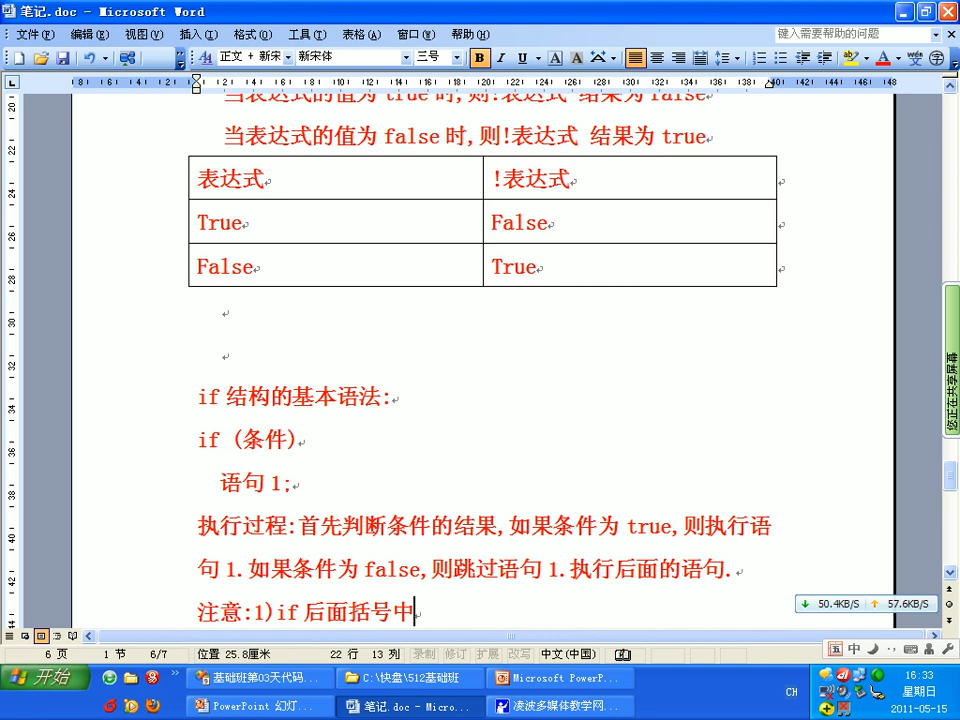 笔记.doc - Microsoft Word
文件(F) 编辑(E) 视图(V) 插入(I) 格式(O) 工具(T) 表格(A) 窗口(W) 帮助(H) 键入需要帮助的问题
正文 + 新宋 新宋体 三号 B I U A A A
当表达式的值为 true 时,则!表达式 结果为 false
当表达式的值为 false 时,则!表达式 结果为 true
表达式 !表达式
True False
False True
if 结构的基本语法:
if (条件)
语句 1;
执行过程:首先判断条件的结果,如果条件为 true,则执行语
句 1.如果条件为 false,则跳过语句 1.执行后面的语句.
注意:1)if 后面括号中
您正在共享屏幕
50.4KB/S 57.6KB/S
6 页 1 节 6/7 位置 25.8厘米 22 行 13 列 录制 修订 扩展 改写 中文(中国)
五 中
开始 基础班第03天代码... C:\快盘\512基础班 Microsoft PowerP...
PowerPoint 幻灯... 笔记.doc - Micro... 凌波多媒体教学网...
CH
16:33
星期日
2011-05-15